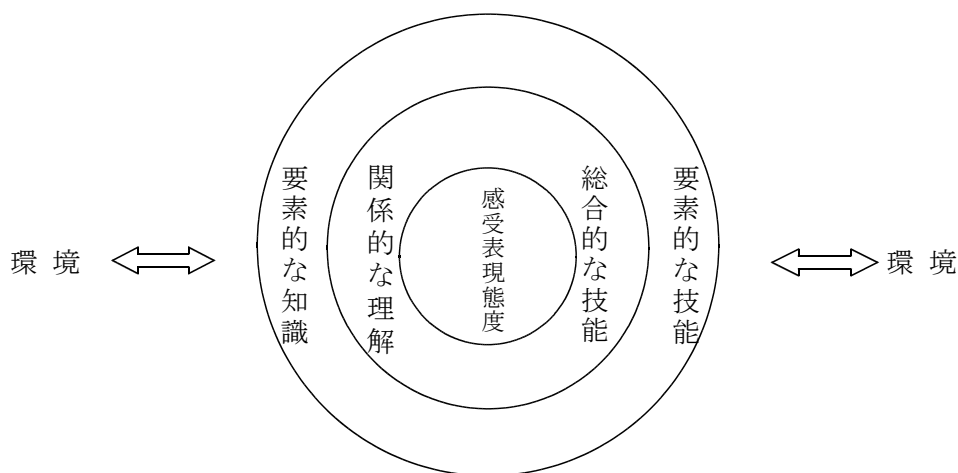 環境
要素的な知識
関係的な理解
感受表現態度
総合的な技能
要素的な技能
環境